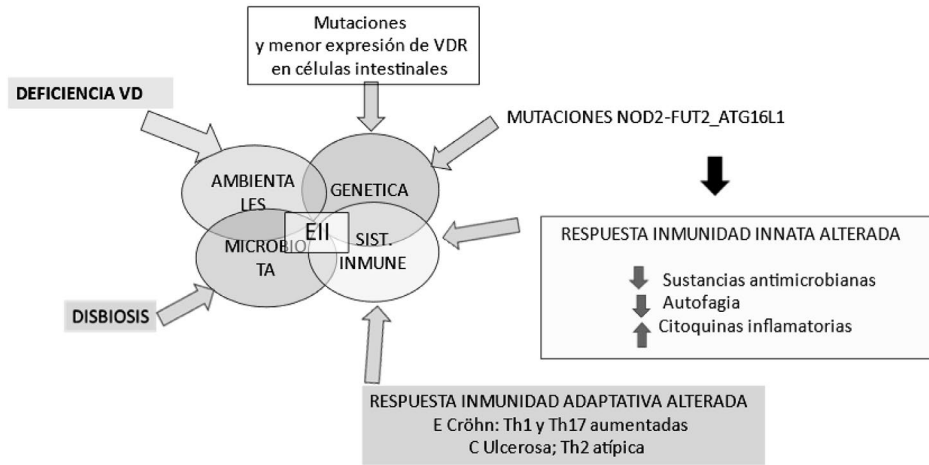 Mutaciones
y menor expresión de VDR
en células intestinales
DEFICIENCIA VD
MUTACIONES NOD2-FUT2_ATG16L1
AMBIENTA
LES
GENETICA
EII
MICROBIO
TA
SIST.
INMUNE
RESPUESTA INMUNIDAD INNATA ALTERADA
Sustancias antimicrobianas
Autofagia
Citoquinas inflamatorias
DISBIOSIS
RESPUESTA INMUNIDAD ADAPTATIVA ALTERADA
E Cröhn: Th1 y Th17 aumentadas
C Ulcerosa; Th2 atípica